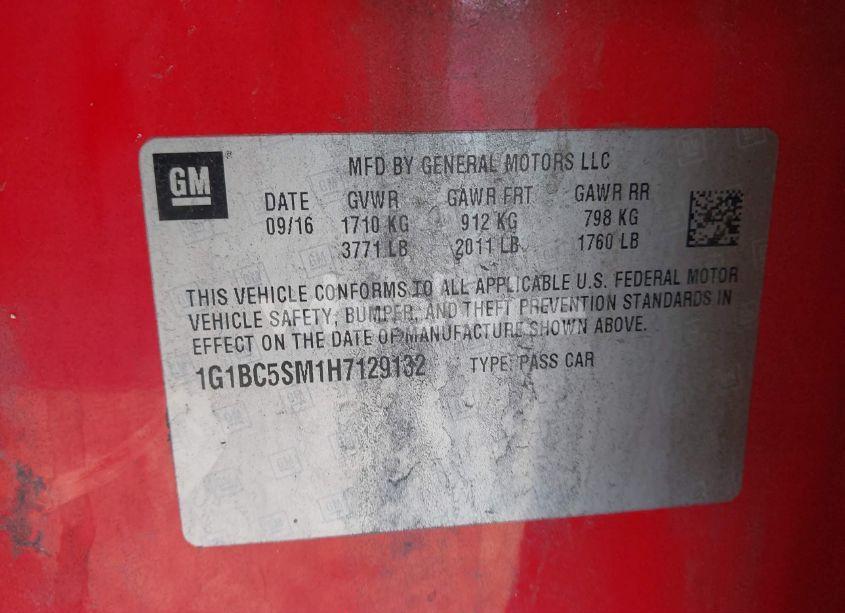 GM
MFD BY GENERAL MOTORS LLC
DATE GVWR GAWR FRT GAWR RR
09/16 1710 KG 912 KG 798 KG
3771 LB 2011 LB 1760 LB
THIS VEHICLE CONFORMS TO ALL APPLICABLE U.S. FEDERAL MOTOR
VEHICLE SAFETY, BUMPER, AND THEFT PREVENTION STANDARDS IN
EFFECT ON THE DATE OF MANUFACTURE SHOWN ABOVE.
1G1BC5SM1H7129132 TYPE: PASS CAR